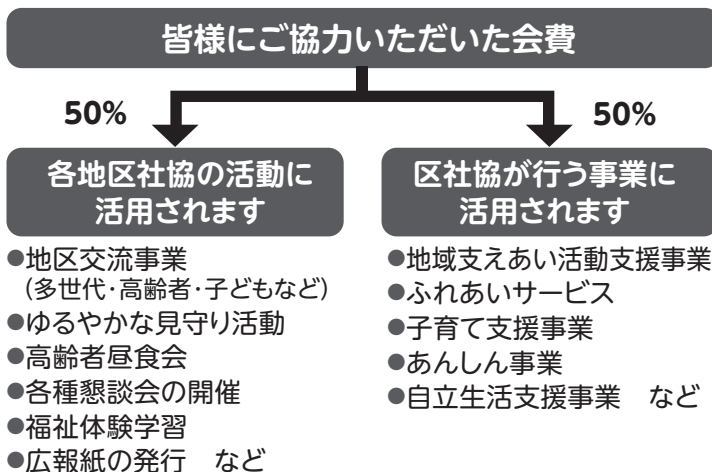 皆様にご協力いただいた会費
50%
50%
各地区社協の活動に
活用されます
●地区交流事業
（多世代・高齢者・子どもなど）
●ゆるやかな見守り活動
●高齢者昼食会
●各種懇談会の開催
●福祉体験学習
●広報紙の発行　など
区社協が行う事業に
活用されます
●地域支えあい活動支援事業
●ふれあいサービス
●子育て支援事業
●あんしん事業
●自立生活支援事業　など